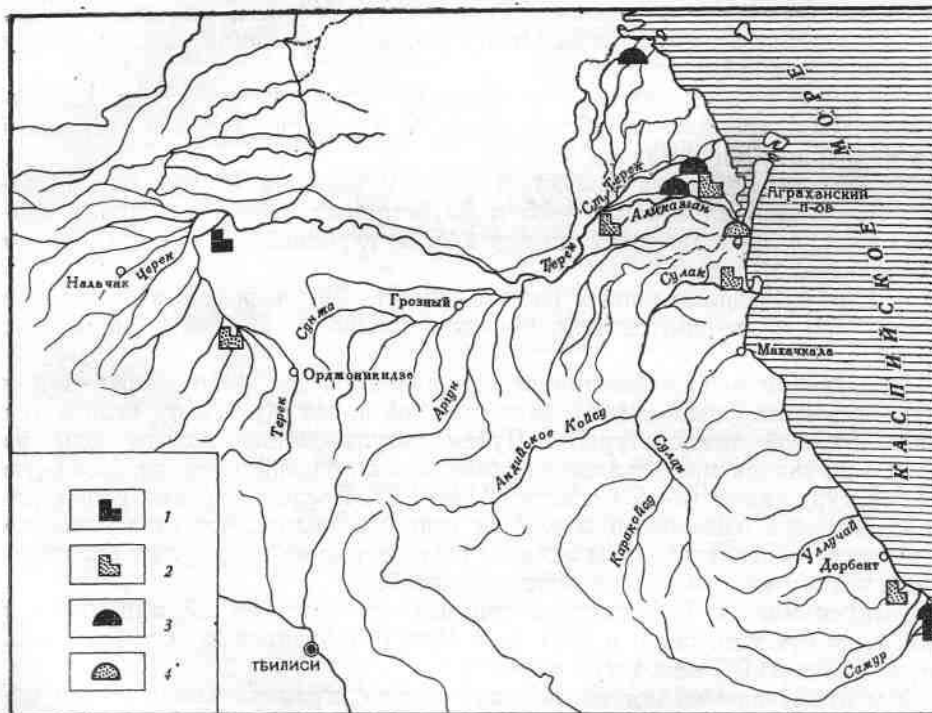 КАСПИЙСКОЕ МОРЕ
Стар. Терек
Аликазган
Аграханский
п-ов
Терек
Сулак
Нальчик
Черек
Сунжа
Грозный
Махачкала
Орджоникидзе
Терек
Аргун
Андийское Койсу
Сулак
Каракойсу
Уллучай
Дербент
ТБИЛИСИ
Самур
1
2
3
4